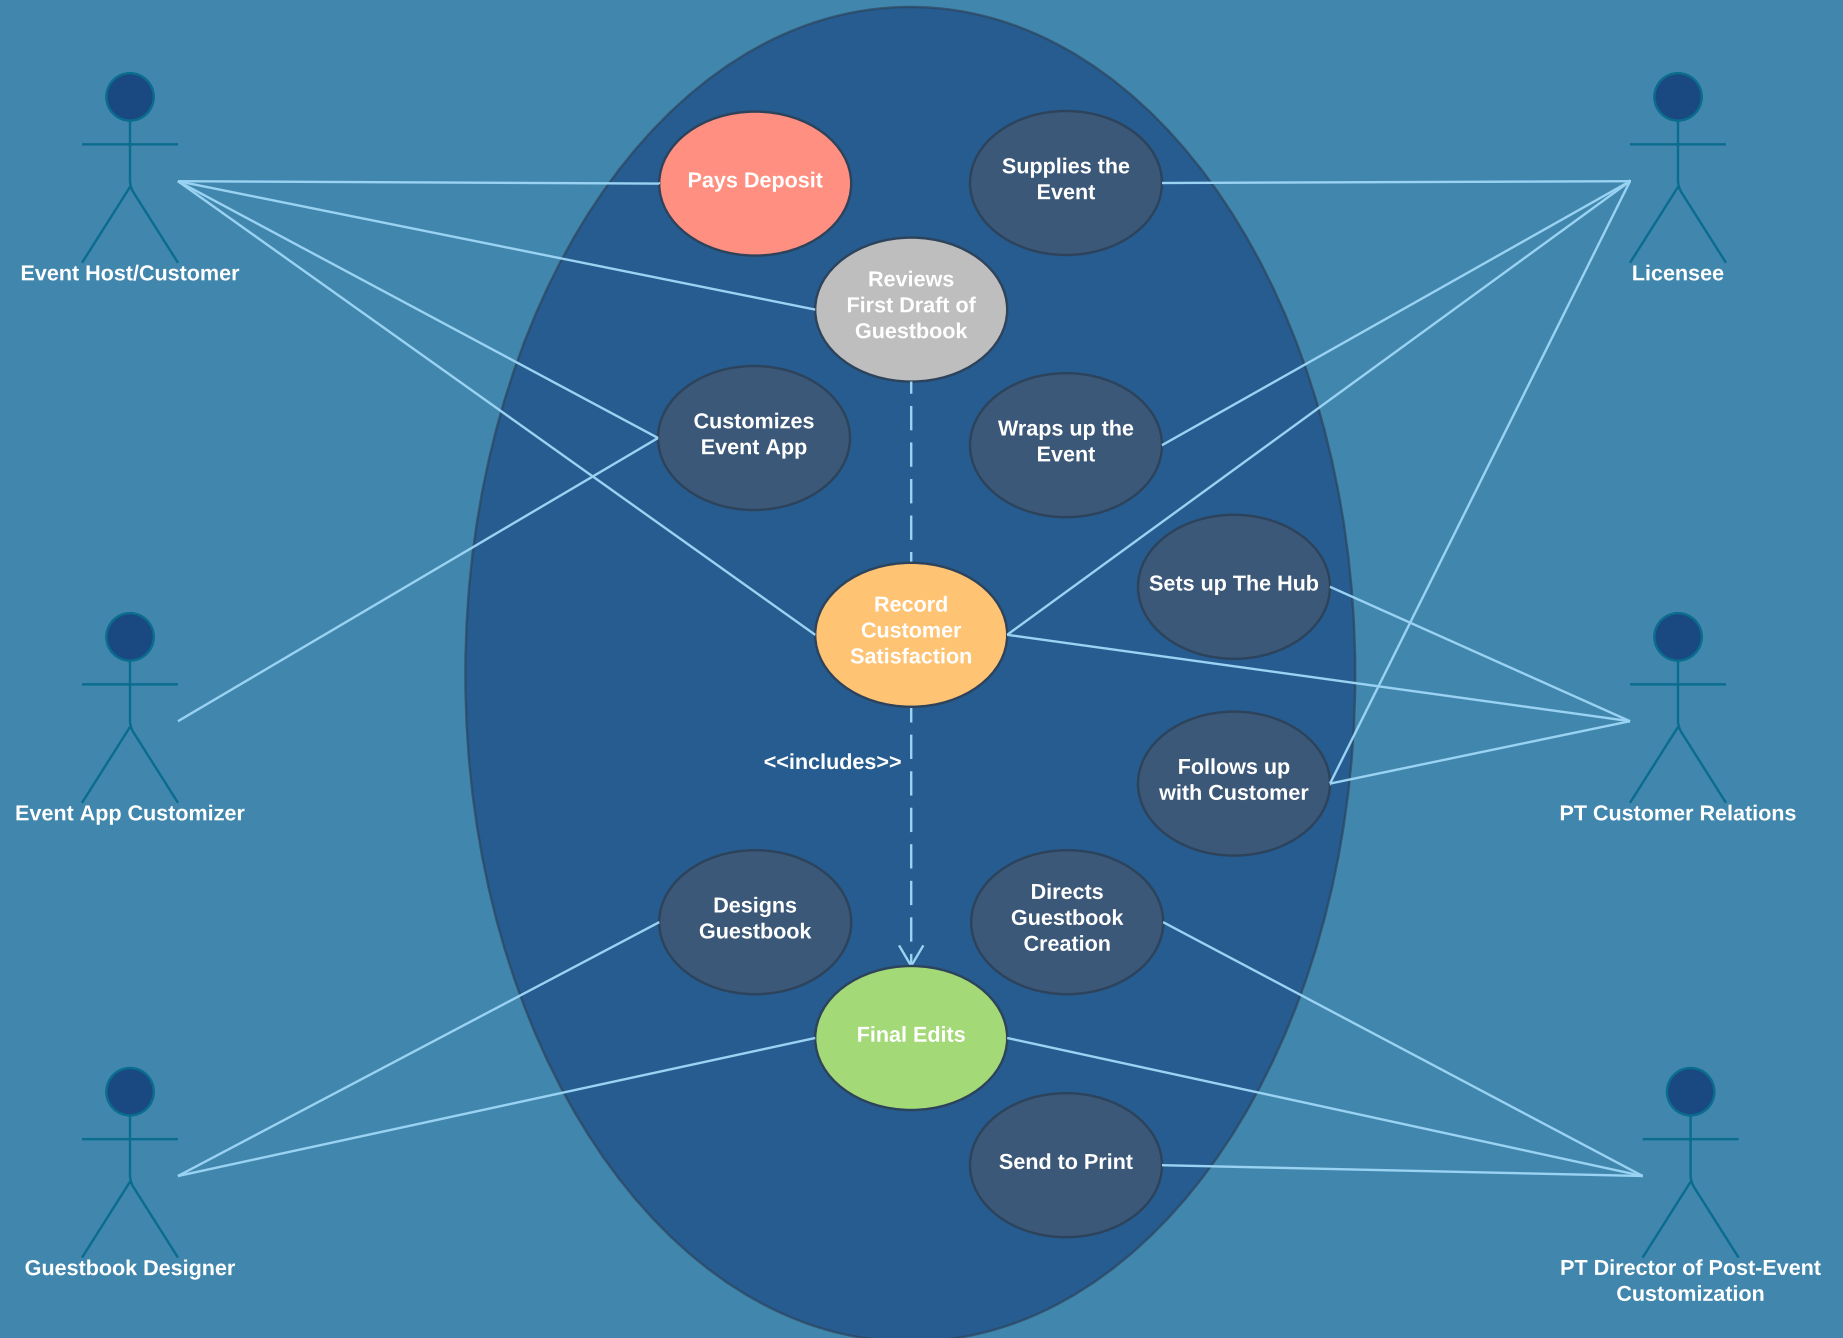 Pays Deposit
Supplies the
Event
Event Host/Customer
Licensee
Reviews
First Draft of
Guestbook
Customizes
Event App
Wraps up the
Event
Sets up The Hub
Record
Customer
Satisfaction
<<includes>>
Follows up
with Customer
Event App Customizer
PT Customer Relations
Designs
Guestbook
Directs
Guestbook
Creation
Final Edits
Send to Print
Guestbook Designer
PT Director of Post-Event
Customization